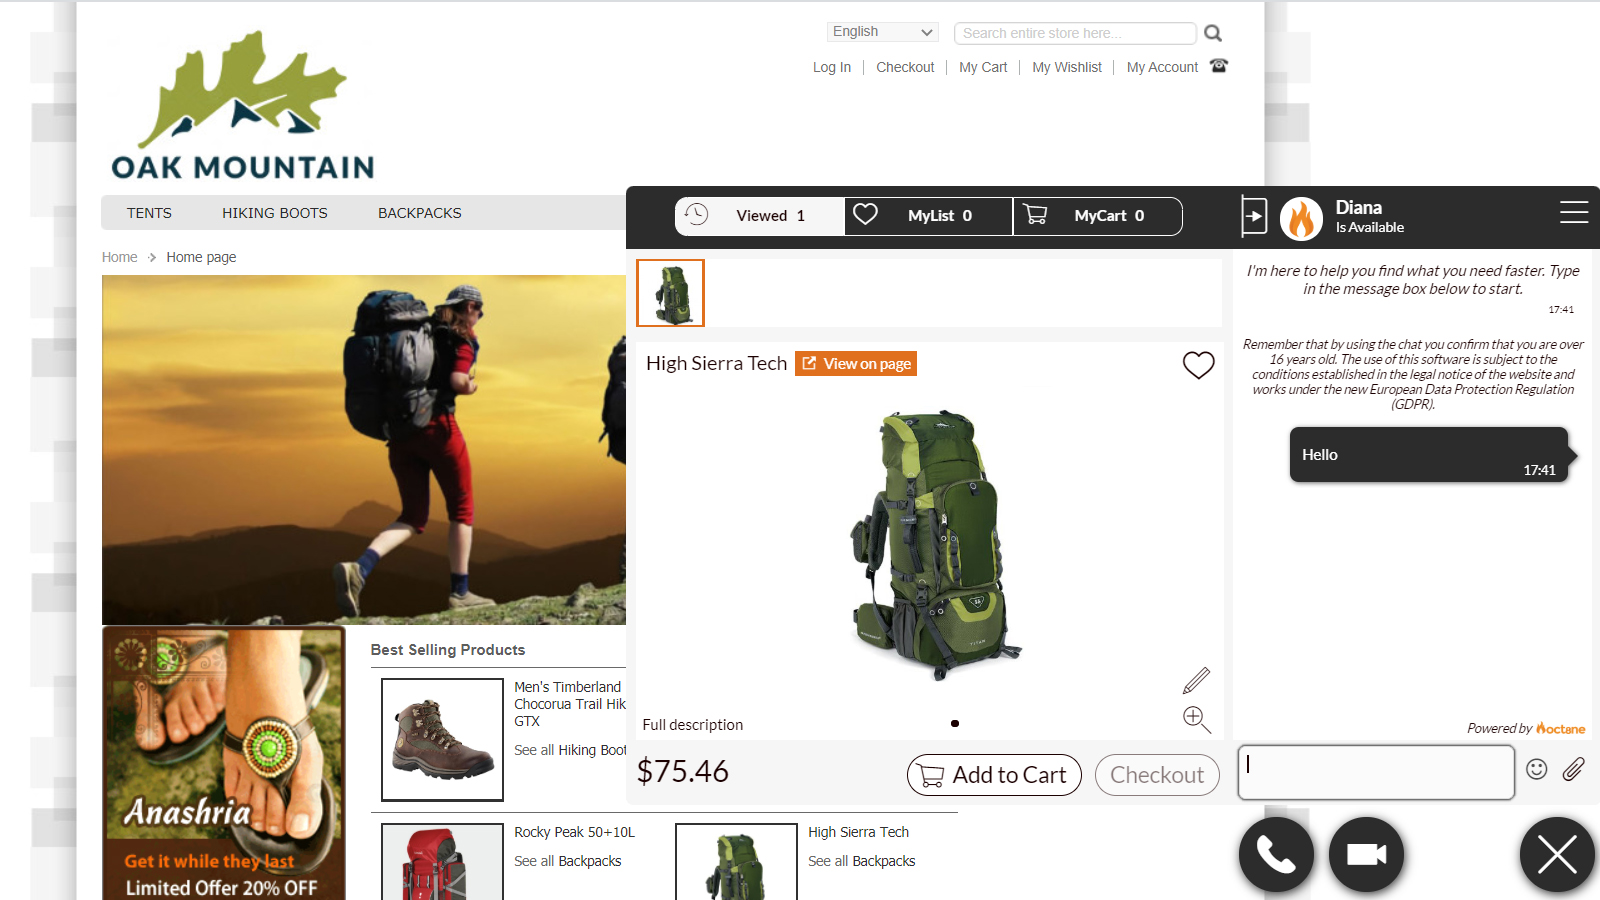 English
Search entire store here...
Log In
Checkout
My Cart
My Wishlist
My Account
OAK MOUNTAIN
TENTS
HIKING BOOTS
BACKPACKS
Home
Home page
Viewed 1
MyList 0
MyCart 0
Diana
Is Available
I'm here to help you find what you need faster. Type
in the message box below to start.
17:41
Remember that by using the chat you confirm that you are over
16 years old. The use of this software is subject to the
conditions established in the legal notice of the website and
works under the new European Data Protection Regulation
(GDPR).
Hello
17:41
High Sierra Tech
View on page
TITAN
Full description
$75.46
Add to Cart
Checkout
Powered by octane
Best Selling Products
Men's Timberland
Chocorua Trail Hik
GTX
See all Hiking Boot
Rocky Peak 50+10L
See all Backpacks
High Sierra Tech
See all Backpacks
Anashria
Get it while they last
Limited Offer 20% OFF